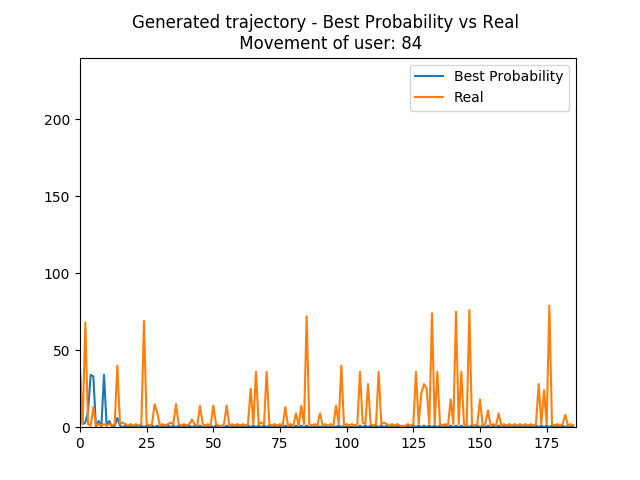 Generated trajectory - Best Probability vs Real
Movement of user: 84
Best Probability
Real
200
150
100
50
0
0 25 50 75 100 125 150 175